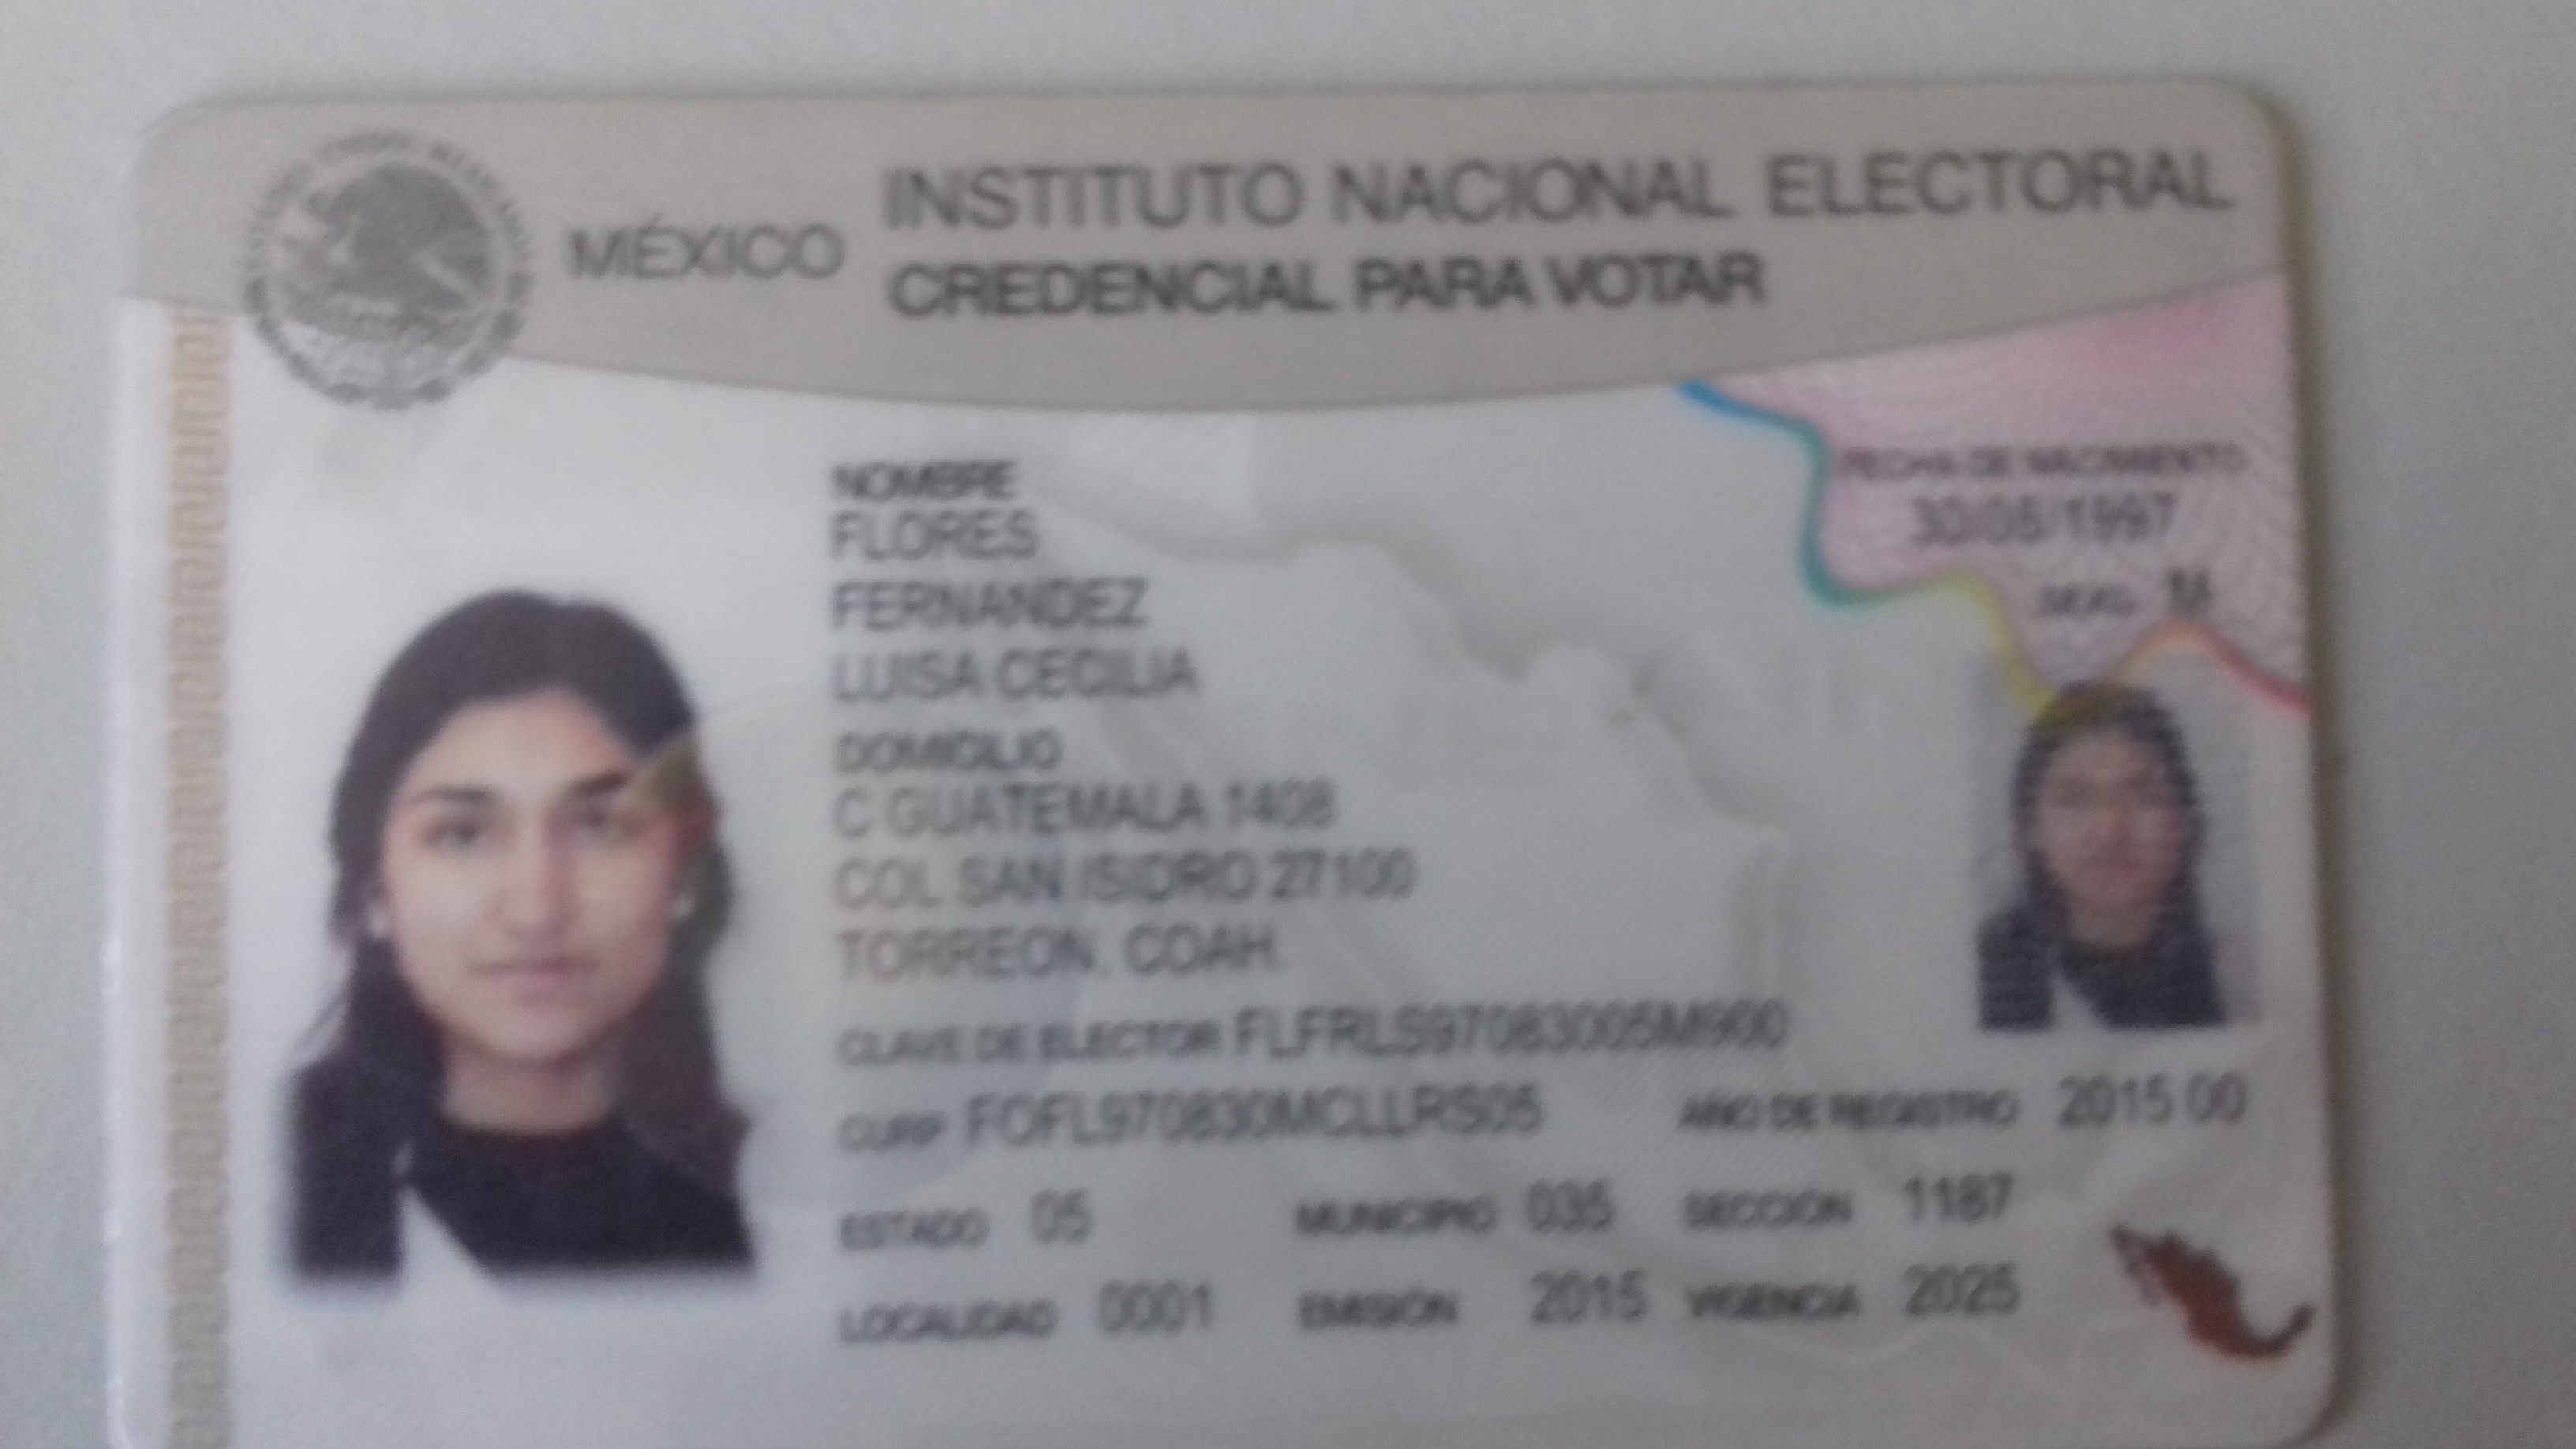 MÉXICO
INSTITUTO NACIONAL ELECTORAL
CREDENCIAL PARA VOTAR
NOMBRE
FLORES
FERNANDEZ
LUISA CECILIA
DOMICILIO
C GUATEMALA 1408
COL SAN ISIDRO 27100
TORREON, COAH.
FECHA DE NACIMIENTO
30/08/1997
SEXO M
CLAVE DE ELECTOR FLFRLS97083005M900
CURP FOFL970830MCLLRS05
AÑO DE REGISTRO 2015 00
ESTADO 05
MUNICIPIO 035
SECCIÓN 1187
LOCALIDAD 0001
EMISIÓN 2015
VIGENCIA 2025